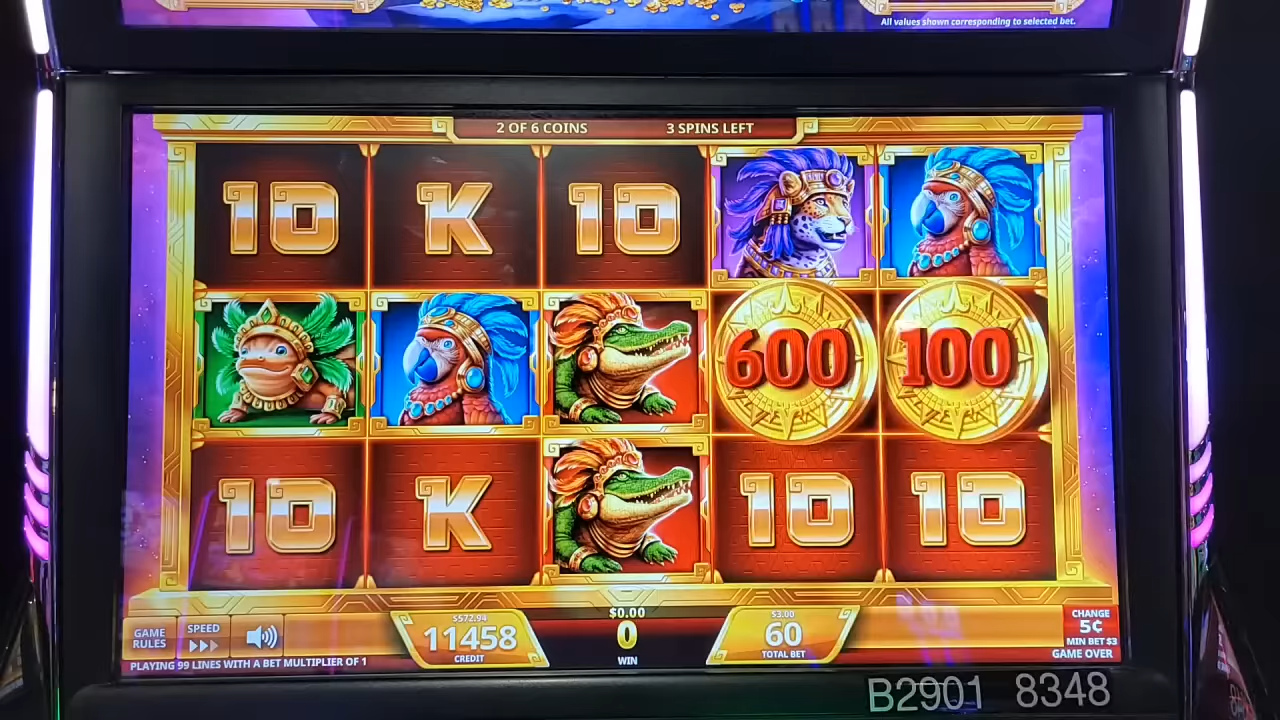 All values shown corresponding to selected bet.
2 OF 6 COINS 3 SPINS LEFT
10 K 10
600 100
10 K 10 10
GAME RULES
SPEED
$572.94
11458
CREDIT
$0.00
0
WIN
$3.00
60
TOTAL BET
CHANGE
5¢
MIN BET $3
GAME OVER
PLAYING 99 LINES WITH A BET MULTIPLIER OF 1
B2901 8348